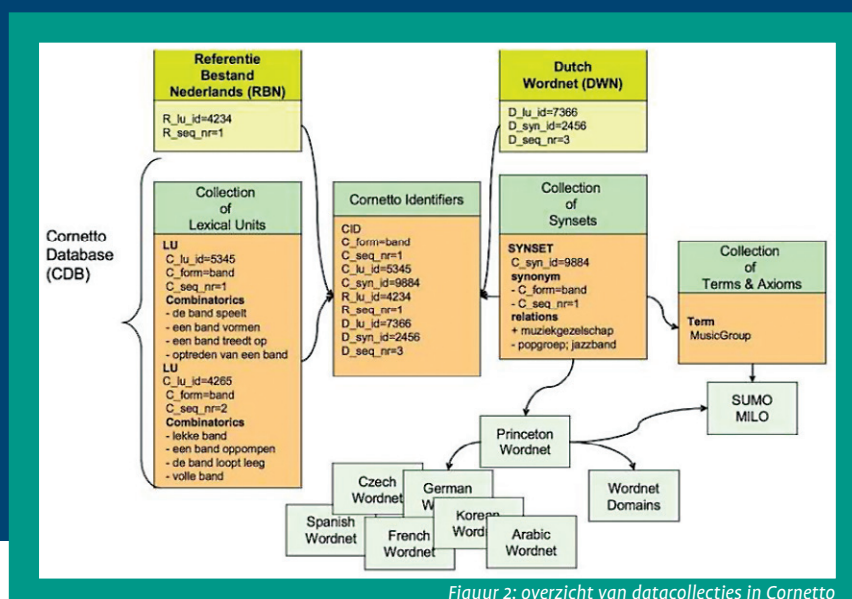 Referentie
Bestand
Nederlands (RBN)
R_lu_id=4234
R_seq_nr=1
Dutch
Wordnet (DWN)
D_lu_id=7366
D_syn_id=2456
D_seq_nr=3
Cornetto
Database
(CDB)
Collection
of
Lexical Units
LU
C_lu_id=5345
C_form=band
C_seq_nr=1
Combinatorics
- de band speelt
- een band vormen
- een band treedt op
- optreden van een band
LU
C_lu_id=4265
C_form=band
C_seq_nr=2
Combinatorics
- lekke band
- een band oppompen
- de band loopt leeg
- volle band
Cornetto Identifiers
CID
C_form=band
C_seq_nr=1
C_lu_id=5345
C_syn_id=9884
R_lu_id=4234
R_seq_nr=1
D_lu_id=7366
D_syn_id=2456
D_seq_nr=3
Collection
of
Synsets
SYNSET
C_syn_id=9884
synonym
- C_form=band
- C_seq_nr=1
relations
+ muziekgezelschap
- popgroep; jazzband
Collection
of
Terms & Axioms
Term
MusicGroup
SUMO
MILO
Princeton
Wordnet
Wordnet
Domains
Czech
Wordnet
German
Spanish
Wordnet
French
Wordnet
Korean
Arabic
Wordnet
Figuur 2: overzicht van datacollecties in Cornetto